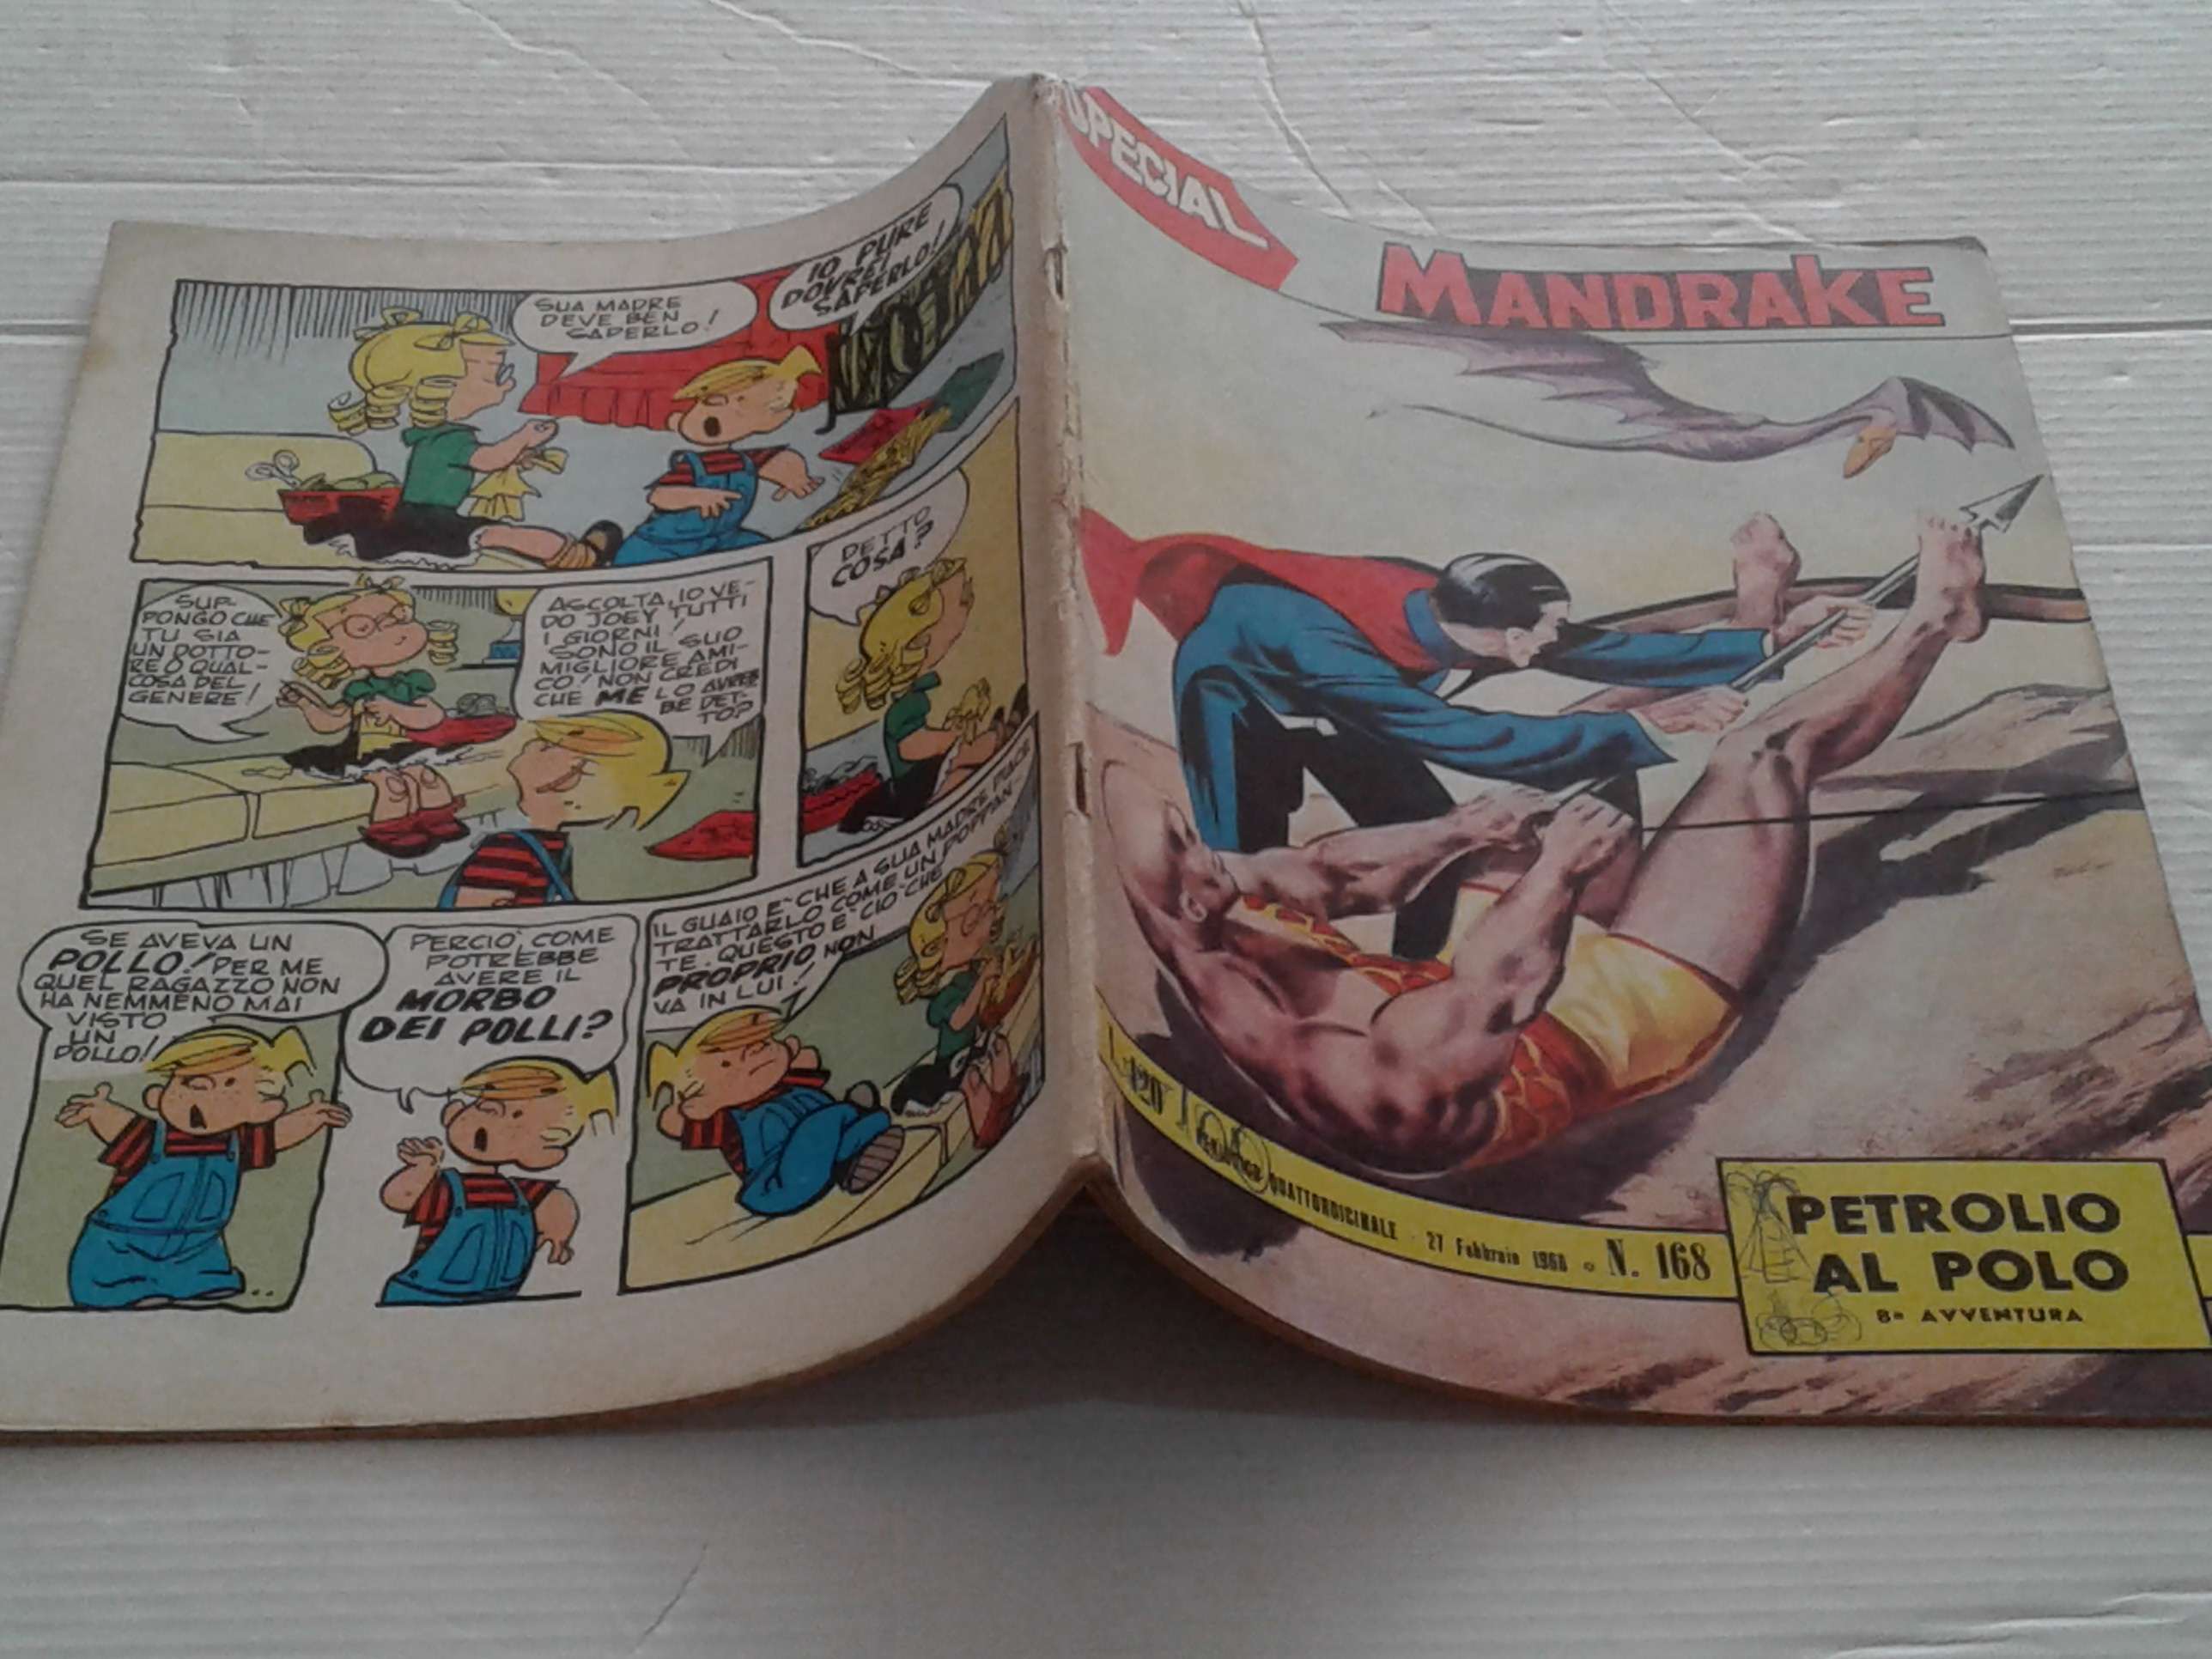 SUA MADRE
DEVE BEN
SAPERLO!
IO PURE
DOVREI
SAPERLO!
SUP-
PONGO CHE
TU SIA
UN DOTTO-
RE O QUAL-
COSA DEL
GENERE!
ASCOLTA, IO VE-
DO JOEY TUTTI
I GIORNI!
SONO IL SUO
MIGLIORE AMI-
CO! NON CREDI
CHE ME LO AVREB
BE DET-
TO?
DETTO
COSA?
SE AVEVA UN
POLLO! PER ME
QUEL RAGAZZO NON
HA NEMMENO MAI
VISTO
UN
POLLO!
PERCIO', COME
POTREBBE
AVERE IL
MORBO
DEI POLLI?
IL GUAIO E' CHE A SUA MADRE PIACE
TRATTARLO COME UN POPPAN
TE. QUESTO E' CIO' CHE
PROPRIO NON
VA IN LUI!
SPECIAL
MANDRAKE
L. 120
QUATTORDICINALE - 27 Febbraio 1968 o N. 168
PETROLIO
AL POLO
8a AVVENTURA